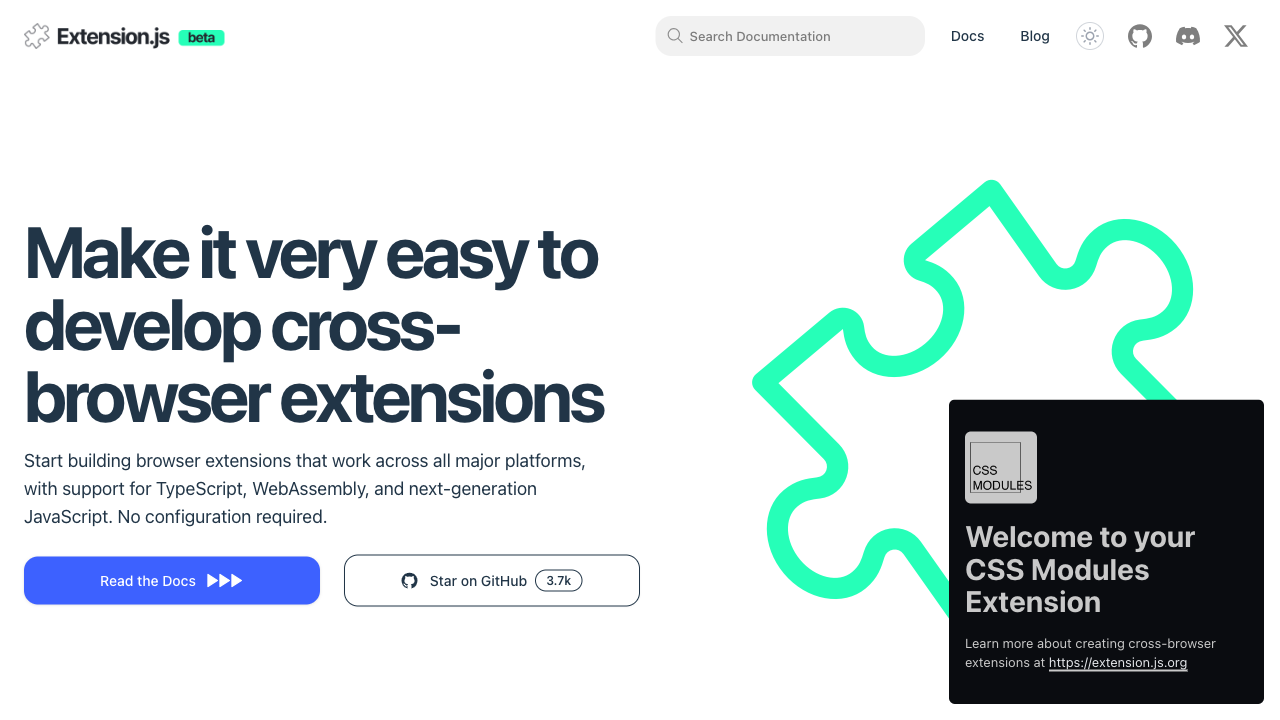 Extension.js beta
Search Documentation
Docs
Blog
Make it very easy to
develop cross-
browser extensions
Start building browser extensions that work across all major platforms,
with support for TypeScript, WebAssembly, and next-generation
JavaScript. No configuration required.
Read the Docs
Star on GitHub 3.7k
CSS
MODULES
Welcome to your
CSS Modules
Extension
Learn more about creating cross-browser
extensions at https://extension.js.org